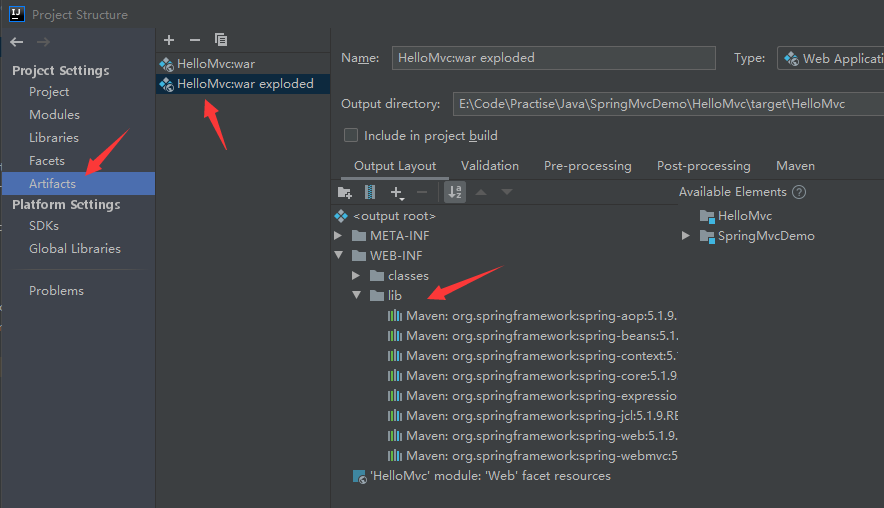 Project Structure
Project Settings
Project
Modules
Libraries
Facets
Artifacts
Platform Settings
SDKs
Global Libraries
Problems
HelloMvc:war
HelloMvc:war exploded
Name: HelloMvc:war exploded Type: Web Applicati
Output directory: E:\Code\Practise\Java\SpringMvcDemo\HelloMvc\target\HelloMvc
Include in project build
Output Layout Validation Pre-processing Post-processing Maven
Available Elements ?
<output root>
META-INF
WEB-INF
classes
lib
Maven: org.springframework:spring-aop:5.1.9.
Maven: org.springframework:spring-beans:5.1.
Maven: org.springframework:spring-context:5.
Maven: org.springframework:spring-core:5.1.9
Maven: org.springframework:spring-expressio
Maven: org.springframework:spring-jcl:5.1.9.RE
Maven: org.springframework:spring-web:5.1.9.
Maven: org.springframework:spring-webmvc:5
'HelloMvc' module: 'Web' facet resources
HelloMvc
SpringMvcDemo